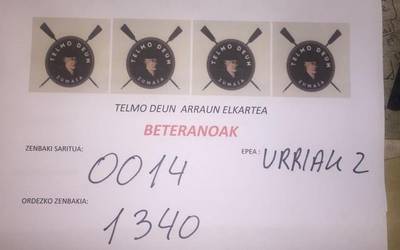 TELMO DEUN ZUMAIA TELMO DEUN ZUMAIA TELMO DEUN ZUMAIA TELMO DEUN ZUMAIA
TELMO DEUN ARRAUN ELKARTEA
BETERANOAK
ZENBAKI SARITUA: 0014 EPEA : URRIAK 2
ORDEZKO ZENBAKIA: 1340